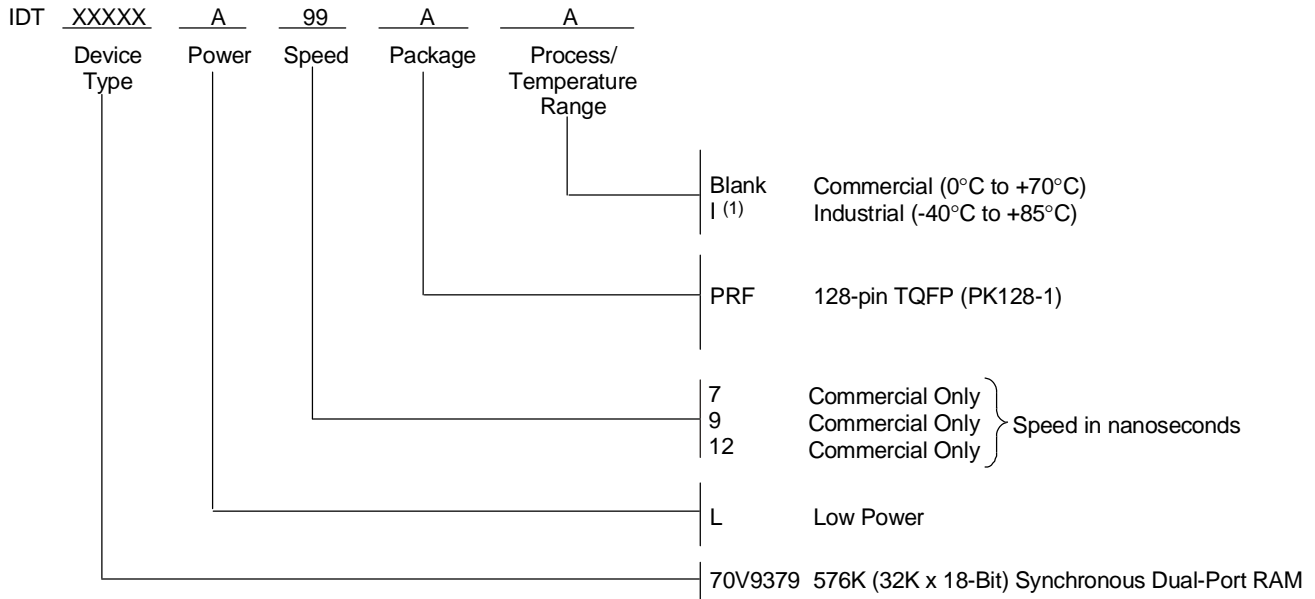 IDT XXXXX A 99 A A
Device Type Power Speed Package Process/ Temperature Range
Blank Commercial (0°C to +70°C)
I (1) Industrial (-40°C to +85°C)
PRF 128-pin TQFP (PK128-1)
7 Commercial Only
9 Commercial Only Speed in nanoseconds
12 Commercial Only
L Low Power
70V9379 576K (32K x 18-Bit) Synchronous Dual-Port RAM